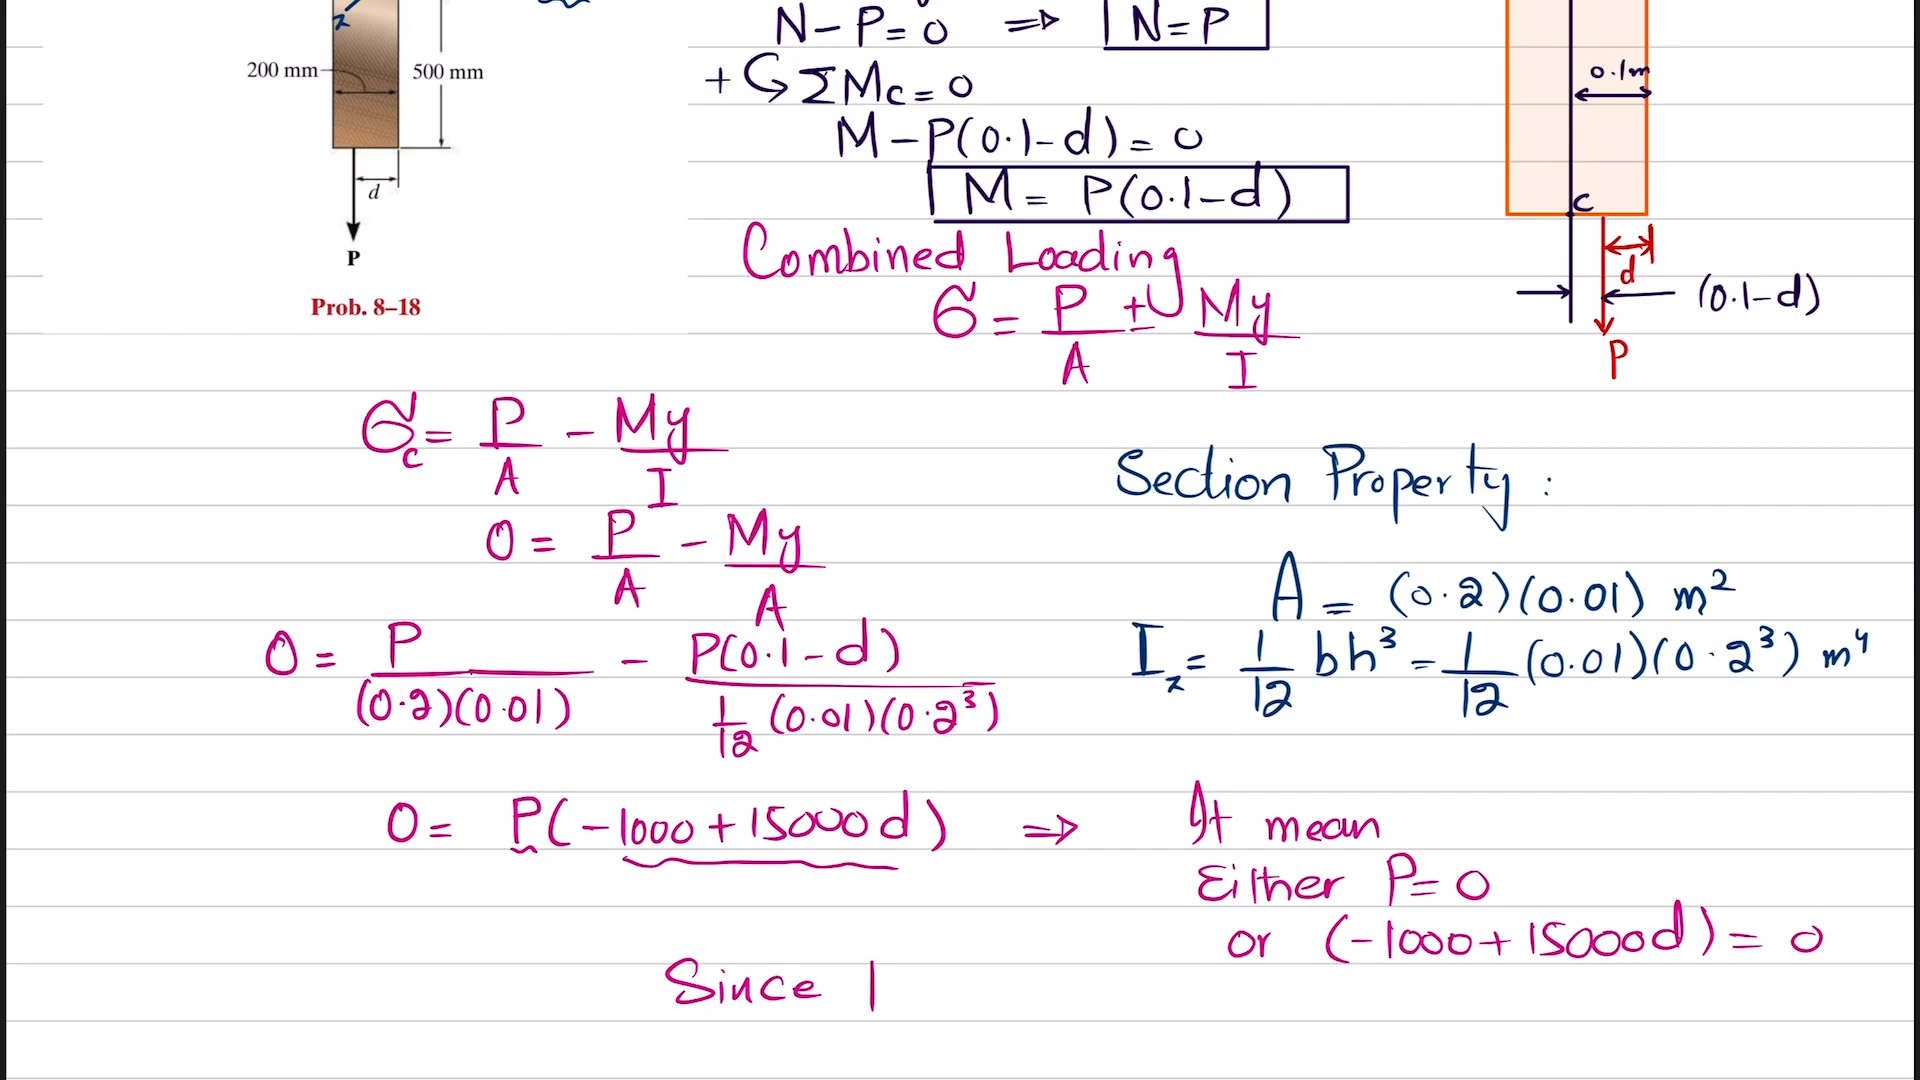 N-P=0 ⇒ N=P
200 mm
500 mm
0.1m
+ ↺ ΣMc=0
M-P(0.1-d)=0
M= P(0.1-d)
d
P
Prob. 8–18
c
d
(0.1-d)
P
Combined Loading
σ = P/A ± My/I
σc = P/A - My/I
0 = P/A - My/A
0 = P/(0.2)(0.01) - P(0.1-d)/1/12 (0.01)(0.2³)
Section Property :
A = (0.2)(0.01) m²
I = 1/12 bh³ = 1/12 (0.01)(0.2³) m⁴
0 = P(-1000+15000d) ⇒ It mean
Either P=0
or (-1000+15000d)=0
Since